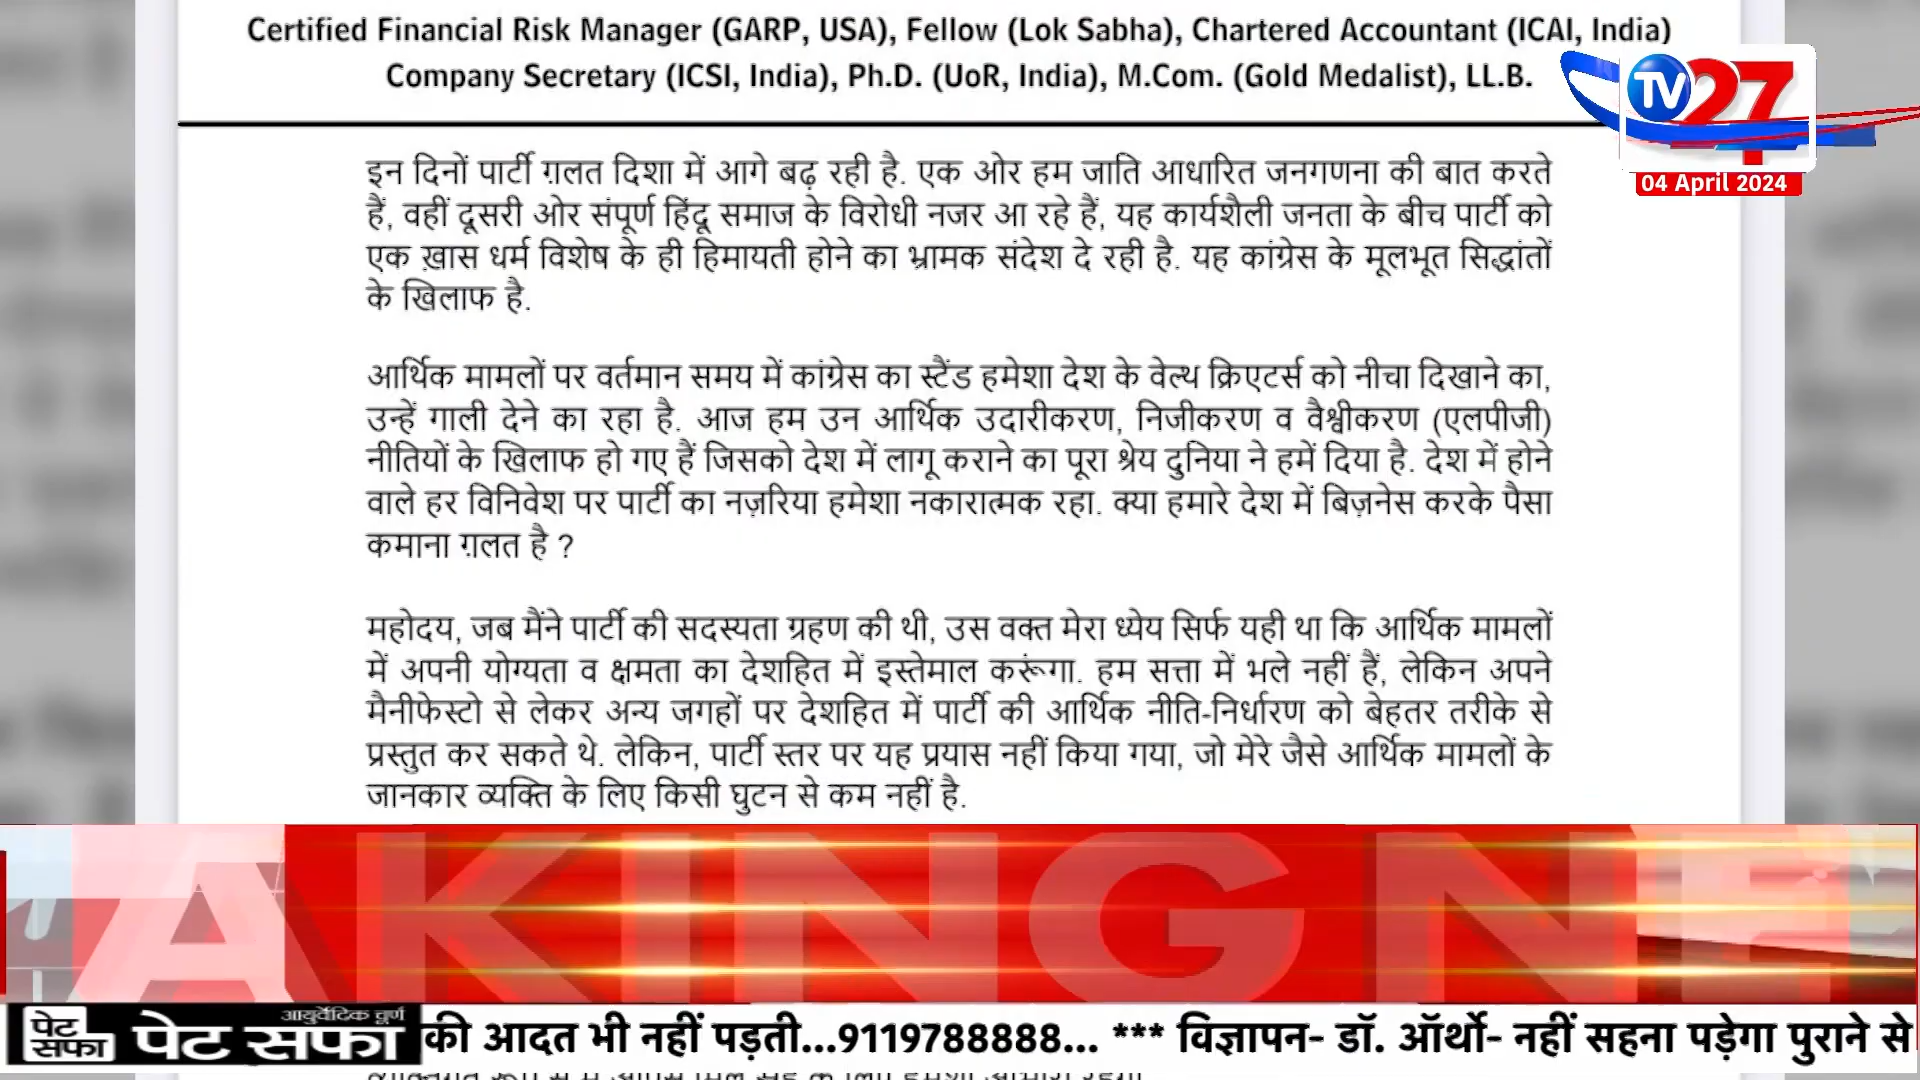 Certified Financial Risk Manager (GARP, USA), Fellow (Lok Sabha), Chartered Accountant (ICAI, India)
Company Secretary (ICSI, India), Ph.D. (UoR, India), M.Com. (Gold Medalist), LL.B.
TV27
04 April 2024
इन दिनों पार्टी ग़लत दिशा में आगे बढ़ रही है. एक ओर हम जाति आधारित जनगणना की बात करते
हैं, वहीं दूसरी ओर संपूर्ण हिंदू समाज के विरोधी नजर आ रहे हैं, यह कार्यशैली जनता के बीच पार्टी को
एक ख़ास धर्म विशेष के ही हिमायती होने का भ्रामक संदेश दे रही है. यह कांग्रेस के मूलभूत सिद्धांतों
के खिलाफ है.
आर्थिक मामलों पर वर्तमान समय में कांग्रेस का स्टैंड हमेशा देश के वेल्थ क्रिएटर्स को नीचा दिखाने का,
उन्हें गाली देने का रहा है. आज हम उन आर्थिक उदारीकरण, निजीकरण व वैश्वीकरण (एलपीजी)
नीतियों के खिलाफ हो गए हैं जिसको देश में लागू कराने का पूरा श्रेय दुनिया ने हमें दिया है. देश में होने
वाले हर विनिवेश पर पार्टी का नज़रिया हमेशा नकारात्मक रहा. क्या हमारे देश में बिज़नेस करके पैसा
कमाना ग़लत है ?
महोदय, जब मैंने पार्टी की सदस्यता ग्रहण की थी, उस वक्त मेरा ध्येय सिर्फ यही था कि आर्थिक मामलों
में अपनी योग्यता व क्षमता का देशहित में इस्तेमाल करूंगा. हम सत्ता में भले नहीं हैं, लेकिन अपने
मैनीफेस्टो से लेकर अन्य जगहों पर देशहित में पार्टी की आर्थिक नीति-निर्धारण को बेहतर तरीके से
प्रस्तुत कर सकते थे. लेकिन, पार्टी स्तर पर यह प्रयास नहीं किया गया, जो मेरे जैसे आर्थिक मामलों के
जानकार व्यक्ति के लिए किसी घुटन से कम नहीं है.
AKING NE
पेट सफा आयुर्वेदिक चूर्ण पेट सफा की आदत भी नहीं पड़ती...9119788888... *** विज्ञापन- डॉ. ऑर्थो- नहीं सहना पड़ेगा पुराने से